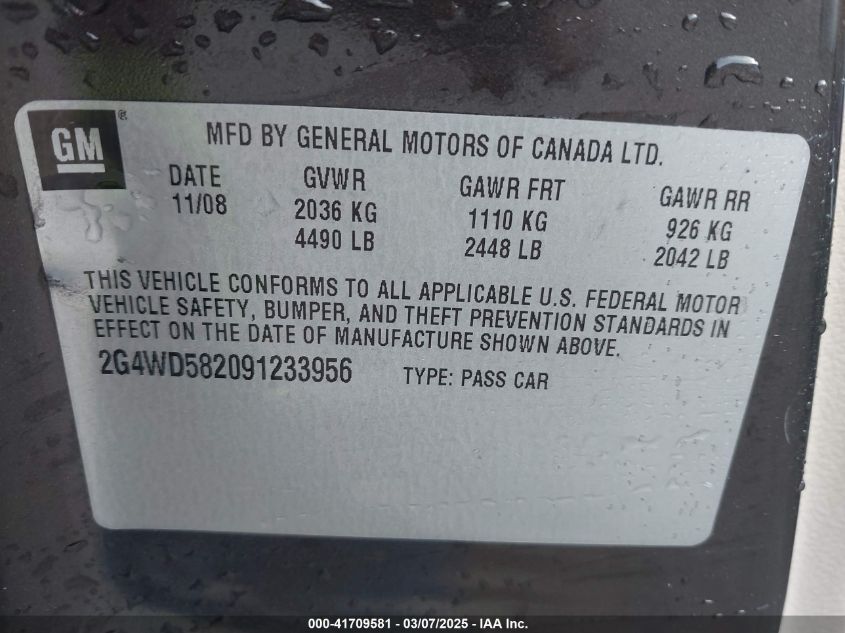 GM®
MFD BY GENERAL MOTORS OF CANADA LTD.
DATE GVWR GAWR FRT GAWR RR
11/08 2036 KG 1110 KG 926 KG
4490 LB 2448 LB 2042 LB
THIS VEHICLE CONFORMS TO ALL APPLICABLE U.S. FEDERAL MOTOR
VEHICLE SAFETY, BUMPER, AND THEFT PREVENTION STANDARDS IN
EFFECT ON THE DATE OF MANUFACTURE SHOWN ABOVE.
2G4WD582091233956 TYPE: PASS CAR
000-41709581 — 03/07/2025 — IAA Inc.